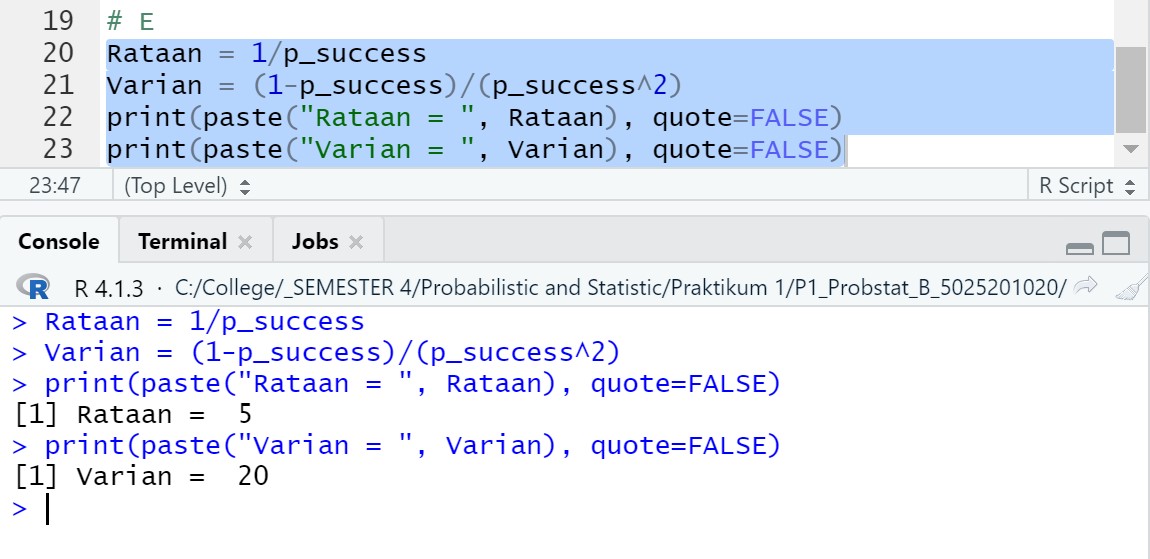 19 # E
20 Rataan = 1/p_success
21 Varian = (1-p_success)/(p_success^2)
22 print(paste("Rataan = ", Rataan), quote=FALSE)
23 print(paste("Varian = ", Varian), quote=FALSE)
23:47 (Top Level) R Script
Console Terminal Jobs
R R 4.1.3 · C:/College/_SEMESTER 4/Probabilistic and Statistic/Praktikum 1/P1_Probstat_B_5025201020/
> Rataan = 1/p_success
> Varian = (1-p_success)/(p_success^2)
> print(paste("Rataan = ", Rataan), quote=FALSE)
[1] Rataan =  5
> print(paste("Varian = ", Varian), quote=FALSE)
[1] Varian =  20
>